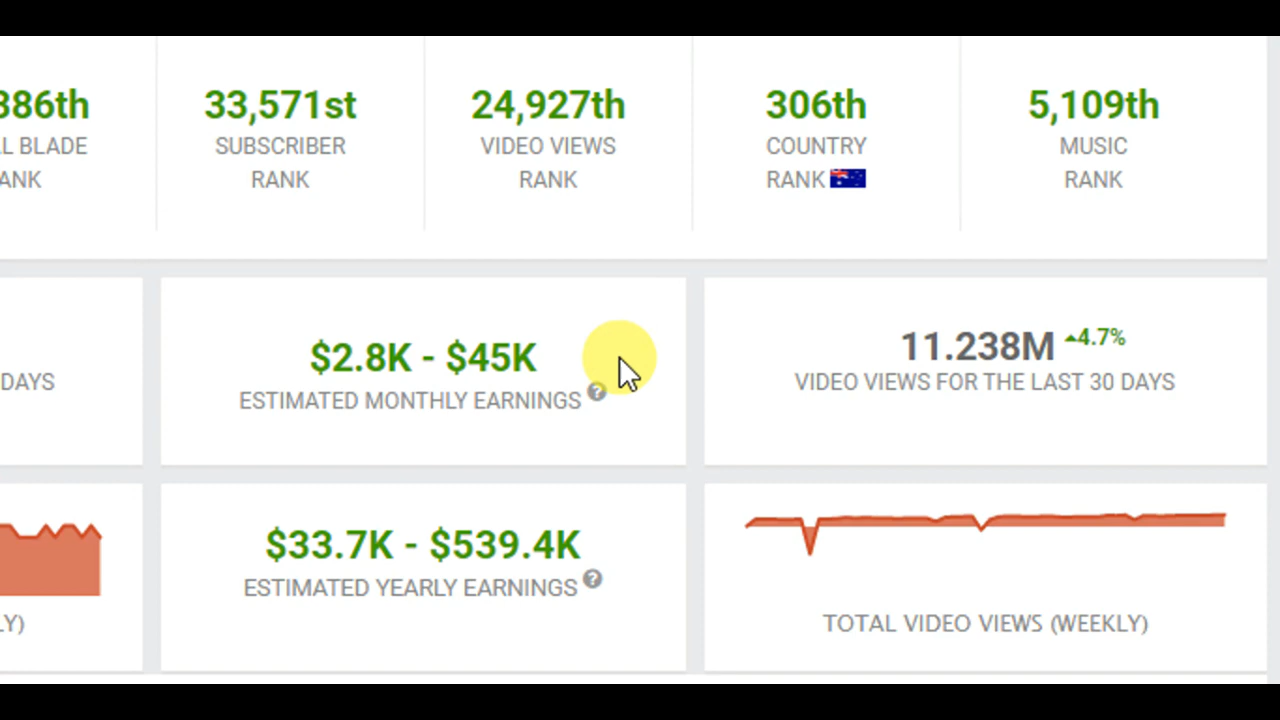 386th
33,571st
24,927th
306th
5,109th
L BLADE
SUBSCRIBER
VIDEO VIEWS
COUNTRY
MUSIC
ANK
RANK
RANK
RANK
RANK
$2.8K - $45K
11.238M 4.7%
DAYS
ESTIMATED MONTHLY EARNINGS ?
VIDEO VIEWS FOR THE LAST 30 DAYS
$33.7K - $539.4K
ESTIMATED YEARLY EARNINGS ?
LY)
TOTAL VIDEO VIEWS (WEEKLY)